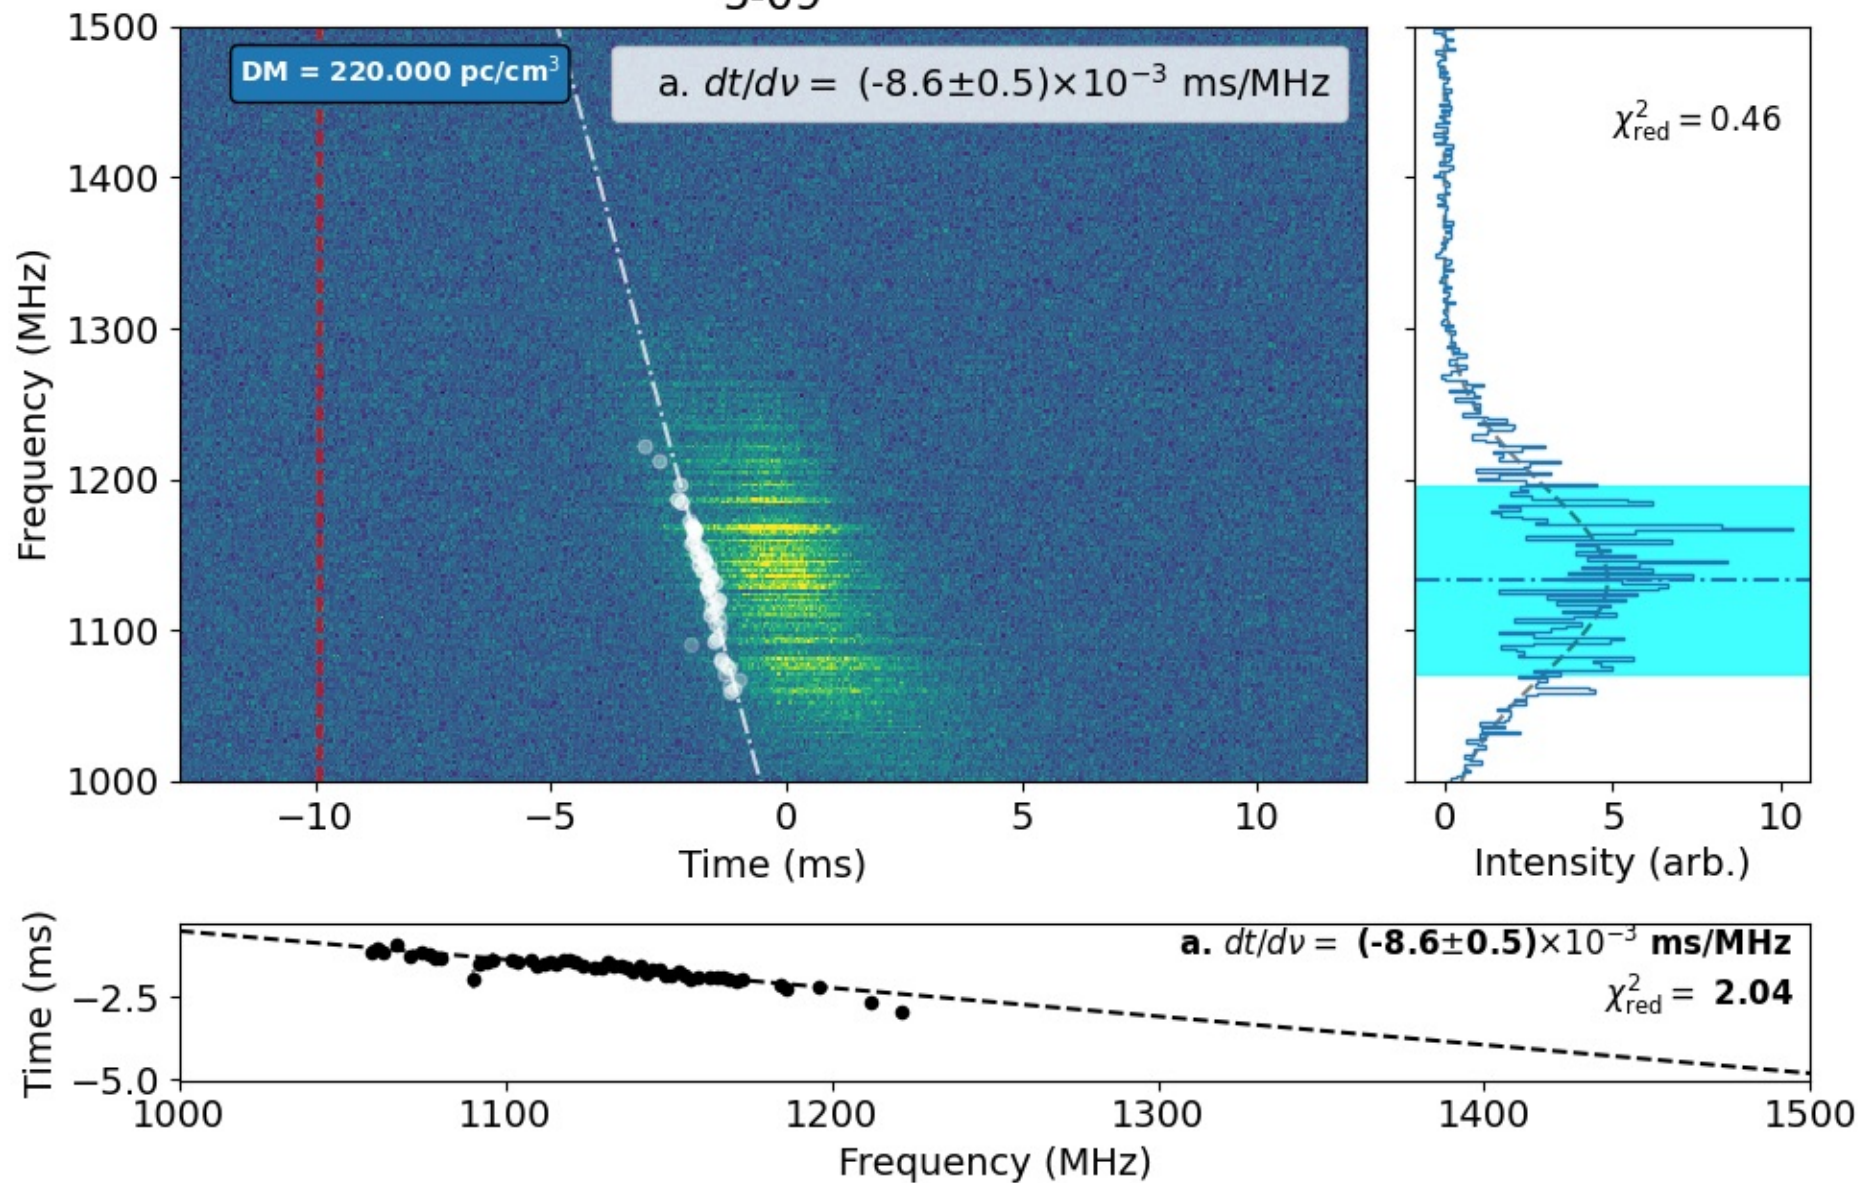 1500
1400
1300
1200
1100
1000
Frequency (MHz)
DM = 220.000 pc/cm³
a. dt/dν = (-8.6±0.5)×10⁻³ ms/MHz
−10 −5 0 5 10
Time (ms)
χ²red = 0.46
0 5 10
Intensity (arb.)
Time (ms)
−2.5
−5.0
a. dt/dν = (-8.6±0.5)×10⁻³ ms/MHz
χ²red = 2.04
1000 1100 1200 1300 1400 1500
Frequency (MHz)